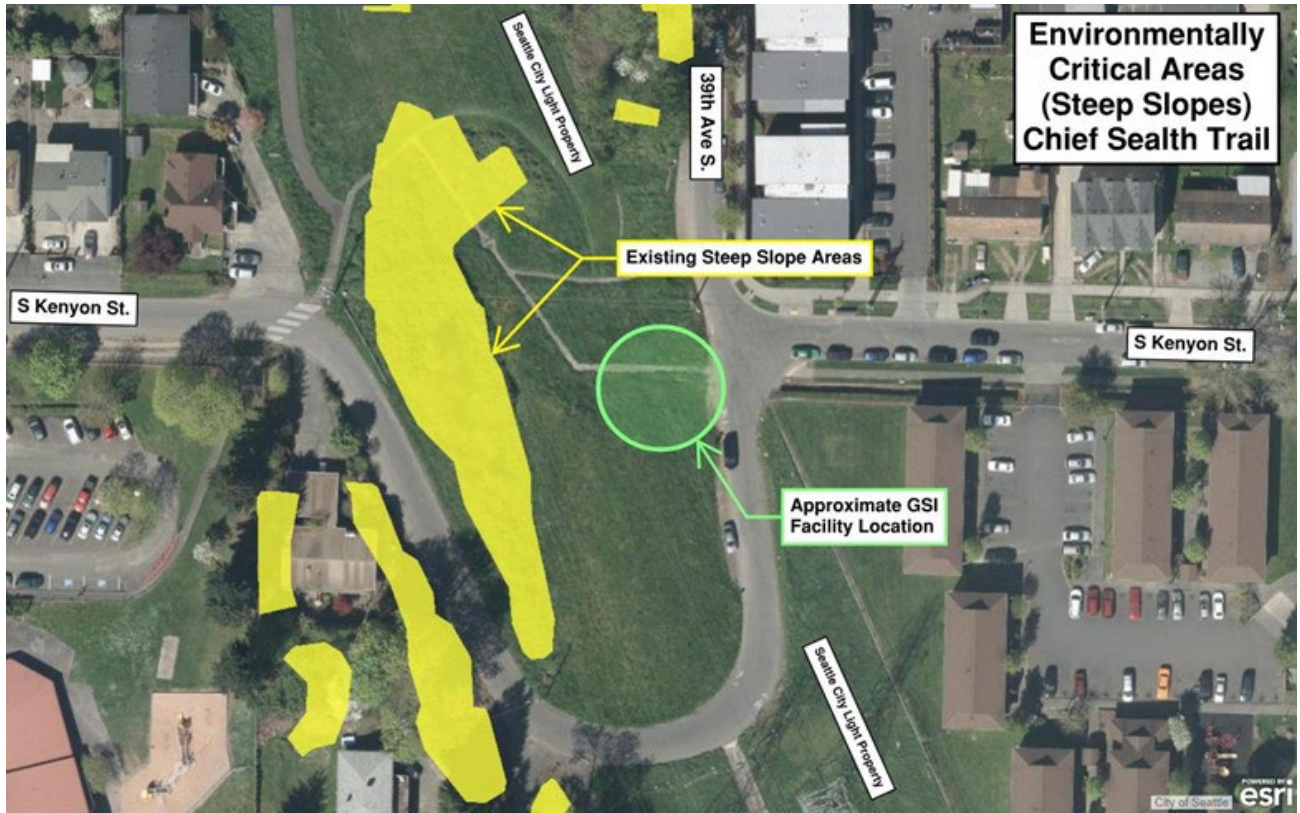 Environmentally
Critical Areas
(Steep Slopes)
Chief Sealth Trail
Seattle City Light Property
39th Ave S.
Existing Steep Slope Areas
S Kenyon St.
S Kenyon St.
Approximate GSI
Facility Location
Seattle City Light Property
City of Seattle
POWERED BY
esri